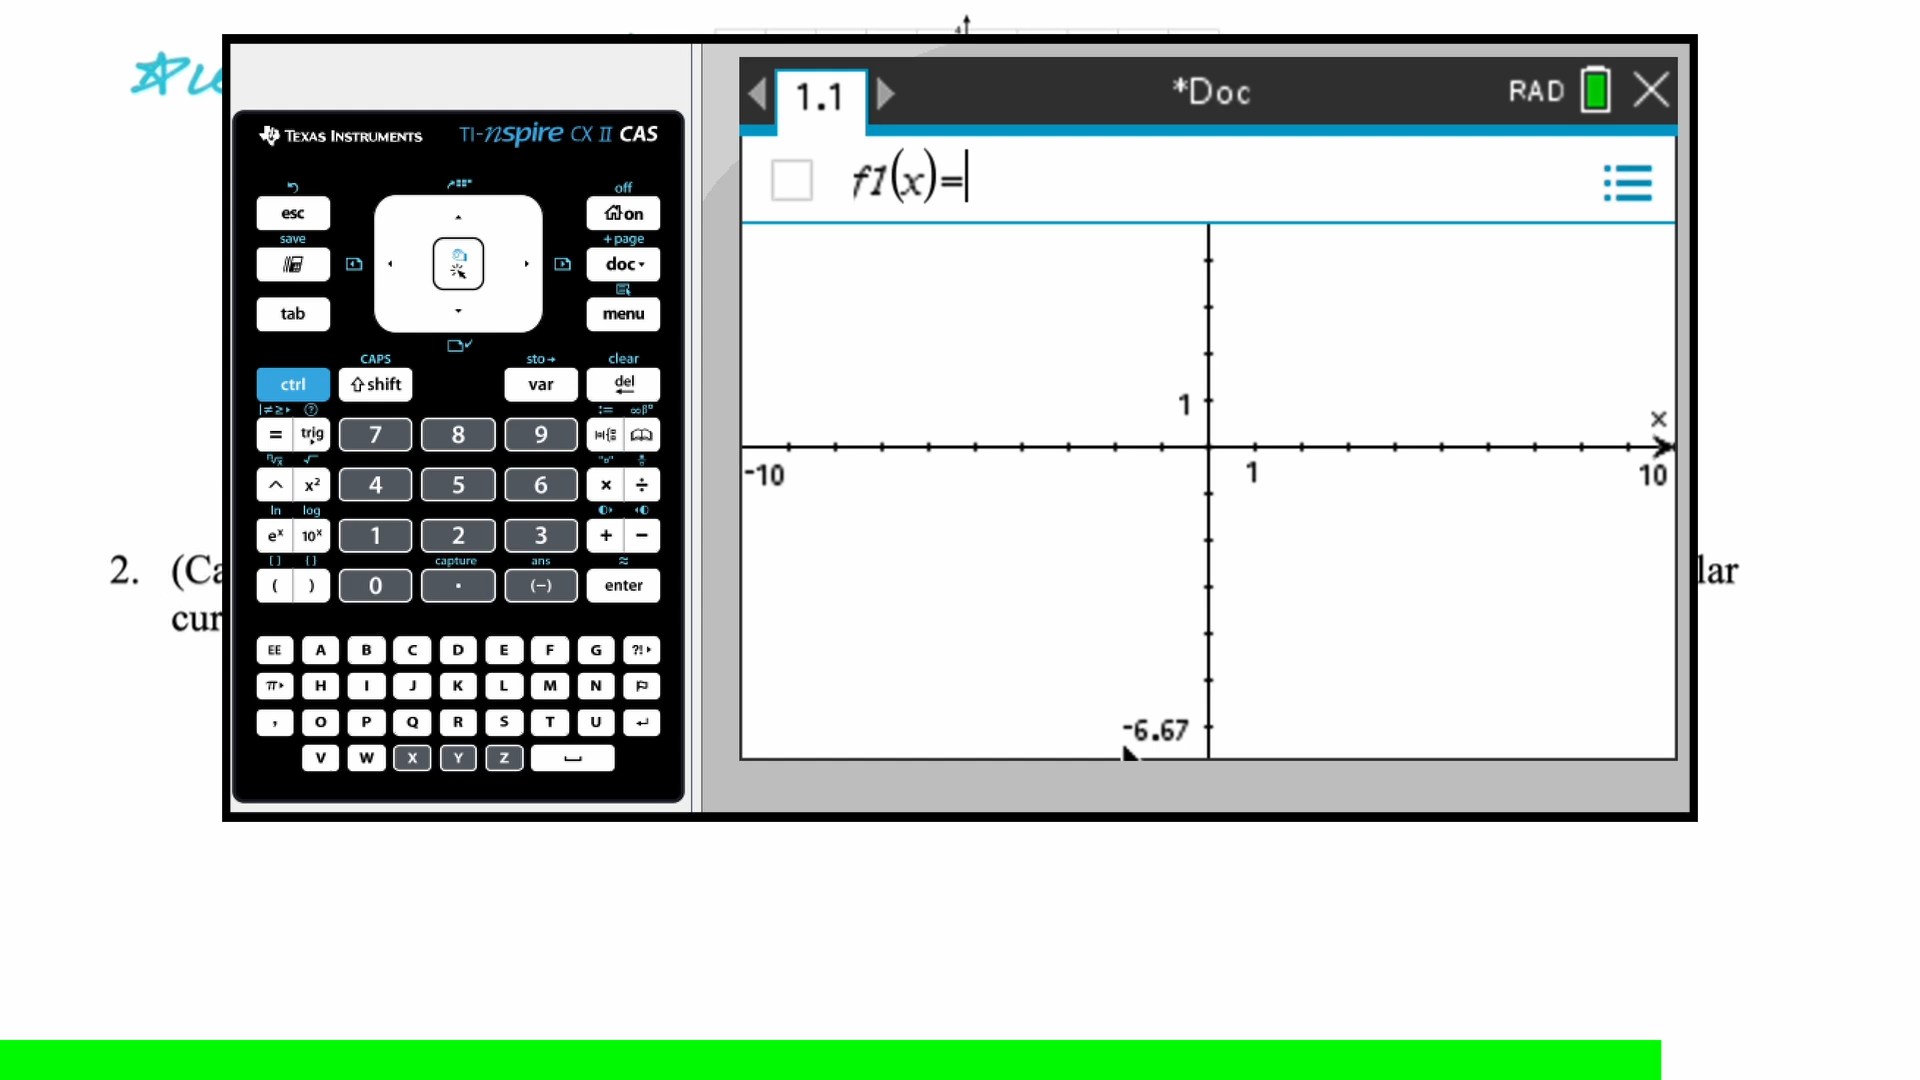 4
1.1 *Doc RAD
f1(x)=
TEXAS INSTRUMENTS TI-nspire CX II CAS
off
esc on
save + page
doc
tab menu
CAPS sto→ clear
ctrl shift var del
|≠≥▸ ? := ∞β°
= trig 7 8 9
ⁿ√x √
^ x² 4 5 6 × ÷
ln log
eˣ 10ˣ 1 2 3 + −
[ ] { } capture ans ≈
( ) 0 . (−) enter
EE A B C D E F G ?!▸
π▸ H I J K L M N
, O P Q R S T U ↵
V W X Y Z
1
x
-10 1 10
-6.67
2. (Ca lar
cur